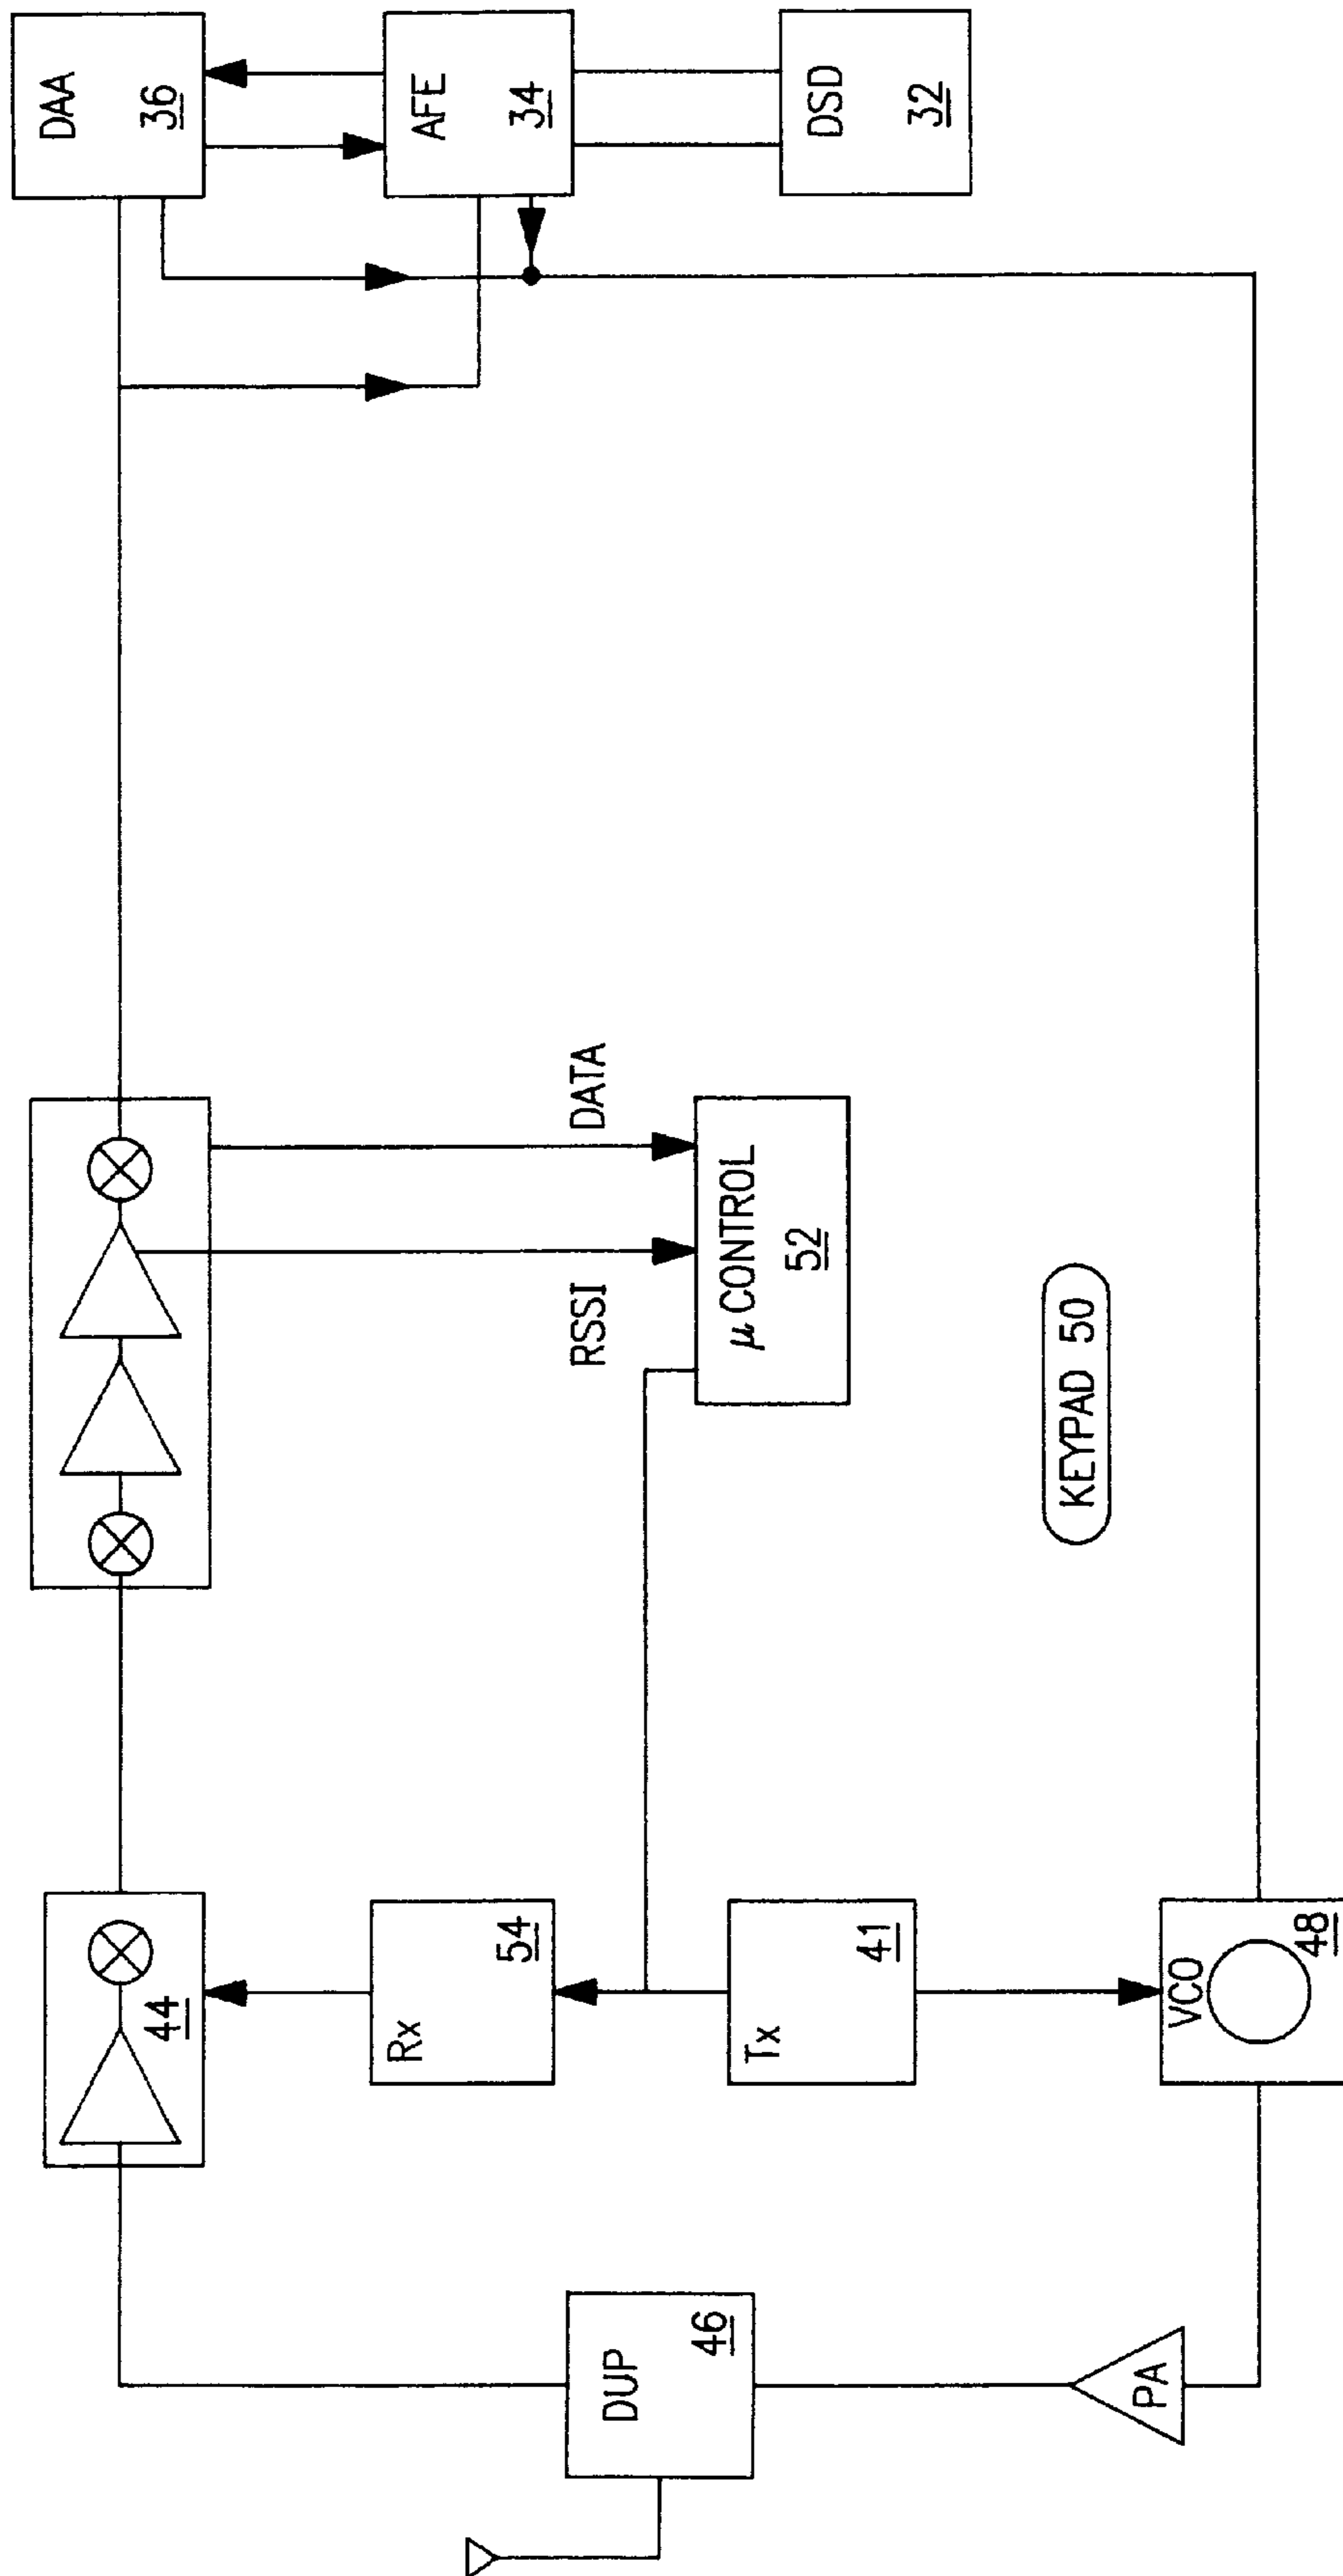 DAA
36
AFE
34
DSD
32
DATA
RSSI
μ CONTROL
52
KEYPAD 50
44
Rx
54
Tx
41
VCO
48
DUP
46
PA